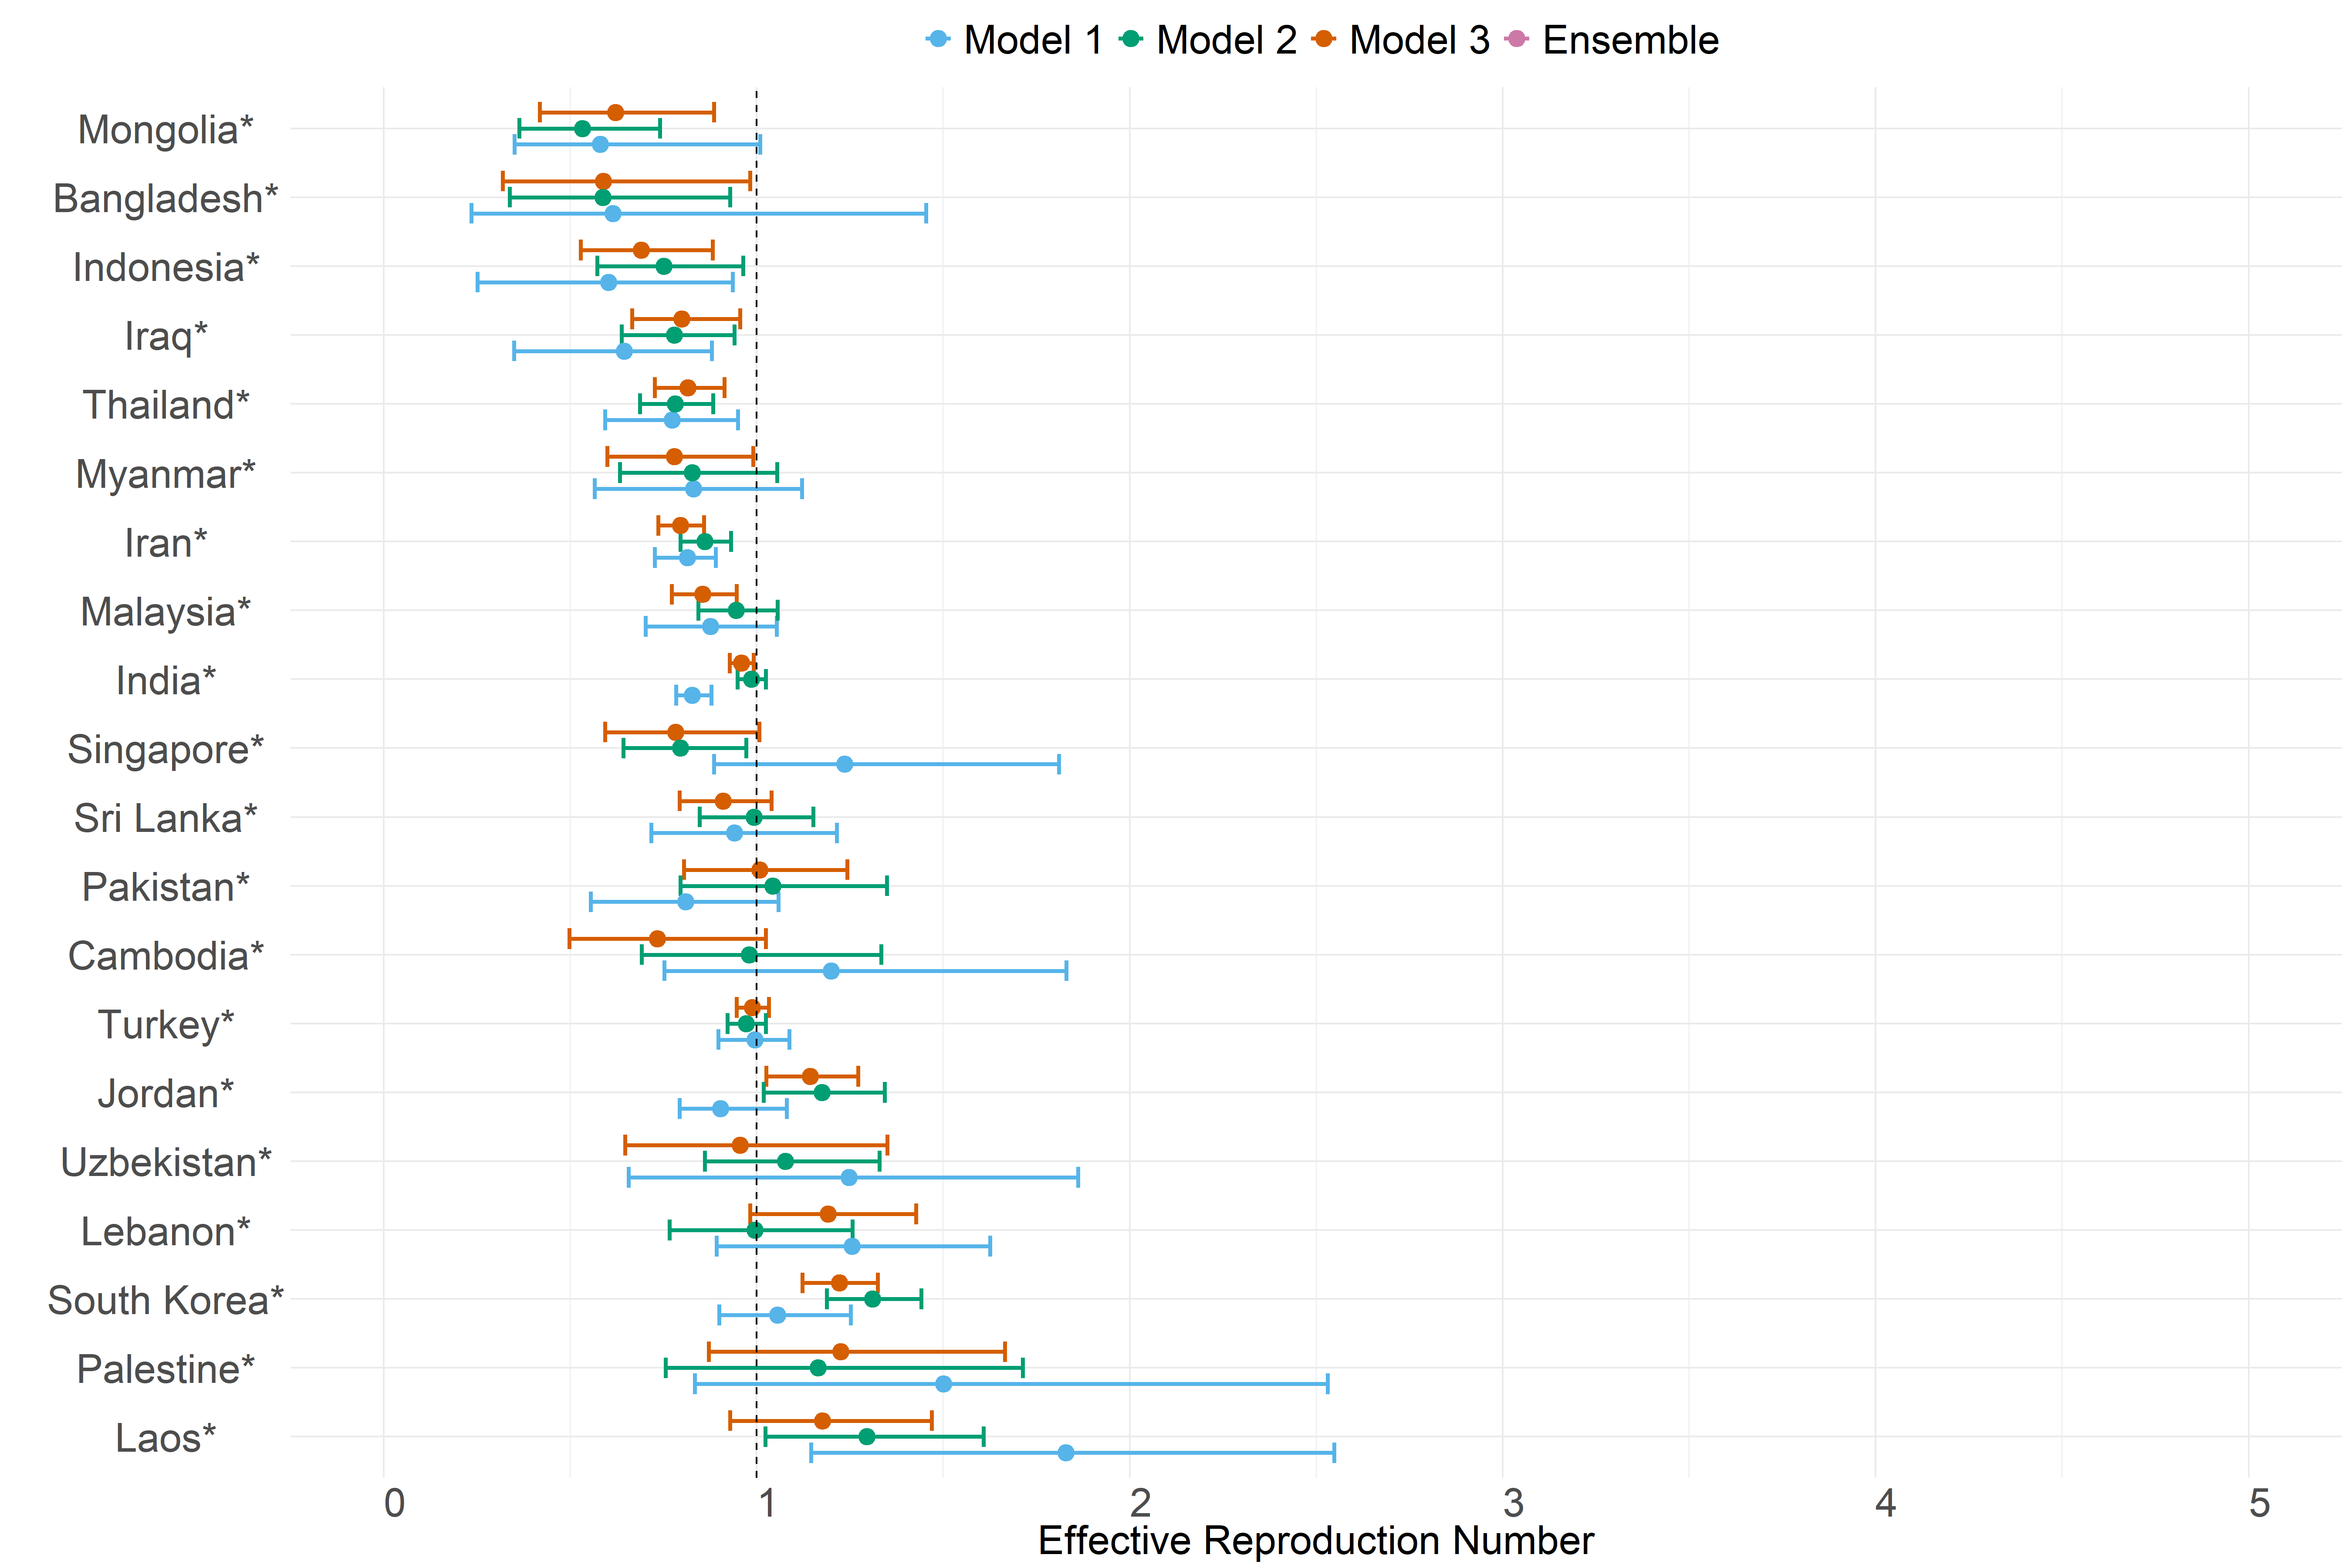 Model 1 Model 2 Model 3 Ensemble
Mongolia*
Bangladesh*
Indonesia*
Iraq*
Thailand*
Myanmar*
Iran*
Malaysia*
India*
Singapore*
Sri Lanka*
Pakistan*
Cambodia*
Turkey*
Jordan*
Uzbekistan*
Lebanon*
South Korea*
Palestine*
Laos*
0 1 2 3 4 5
Effective Reproduction Number